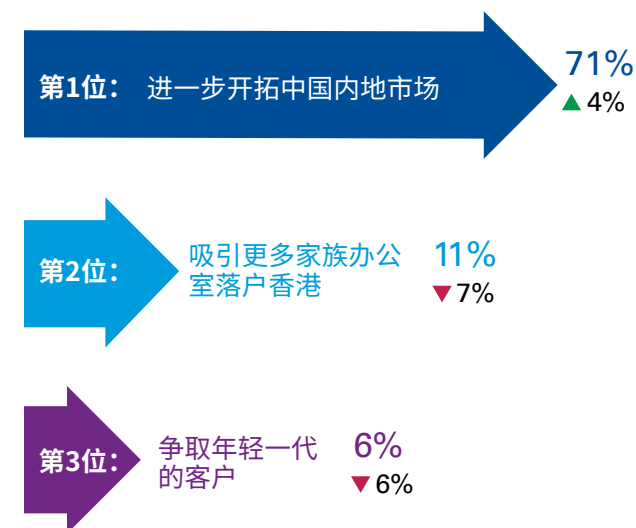 第1位： 进一步开拓中国内地市场
71%
▲ 4%
第2位：
吸引更多家族办公
室落户香港
11%
▼ 7%
第3位：
争取年轻一代
的客户
6%
▼ 6%